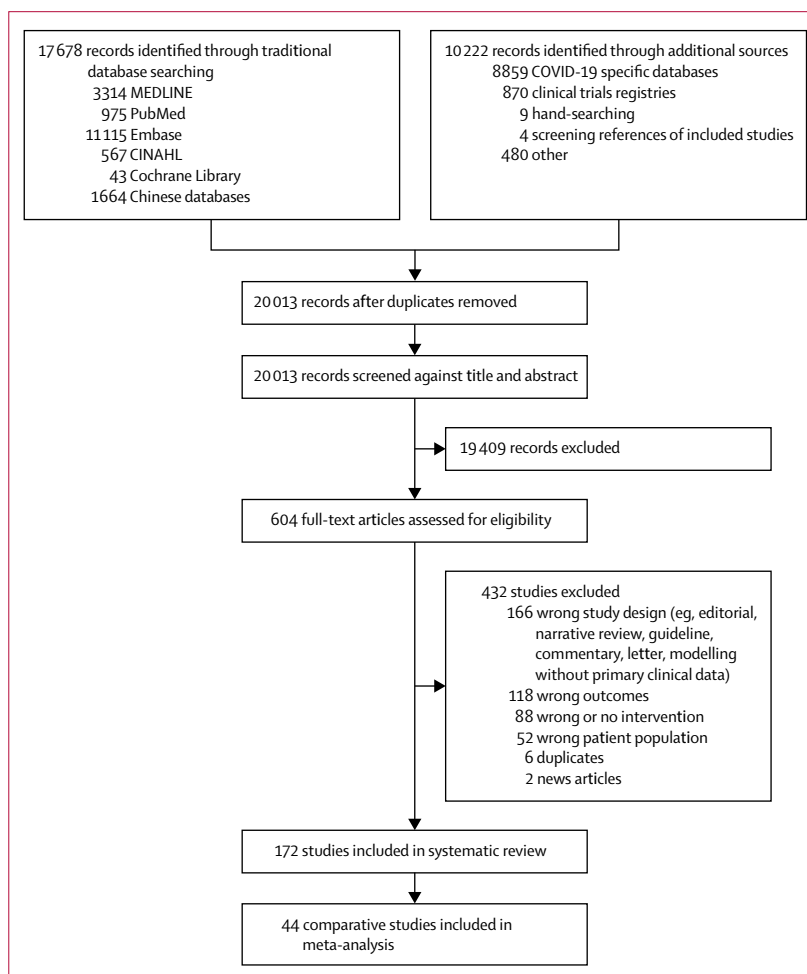 17 678 records identified through traditional
database searching
3314 MEDLINE
975 PubMed
11 115 Embase
567 CINAHL
43 Cochrane Library
1664 Chinese databases
10 222 records identified through additional sources
8859 COVID-19 specific databases
870 clinical trials registries
9 hand-searching
4 screening references of included studies
480 other
20 013 records after duplicates removed
20 013 records screened against title and abstract
19 409 records excluded
604 full-text articles assessed for eligibility
432 studies excluded
166 wrong study design (eg, editorial,
narrative review, guideline,
commentary, letter, modelling
without primary clinical data)
118 wrong outcomes
88 wrong or no intervention
52 wrong patient population
6 duplicates
2 news articles
172 studies included in systematic review
44 comparative studies included in
meta-analysis